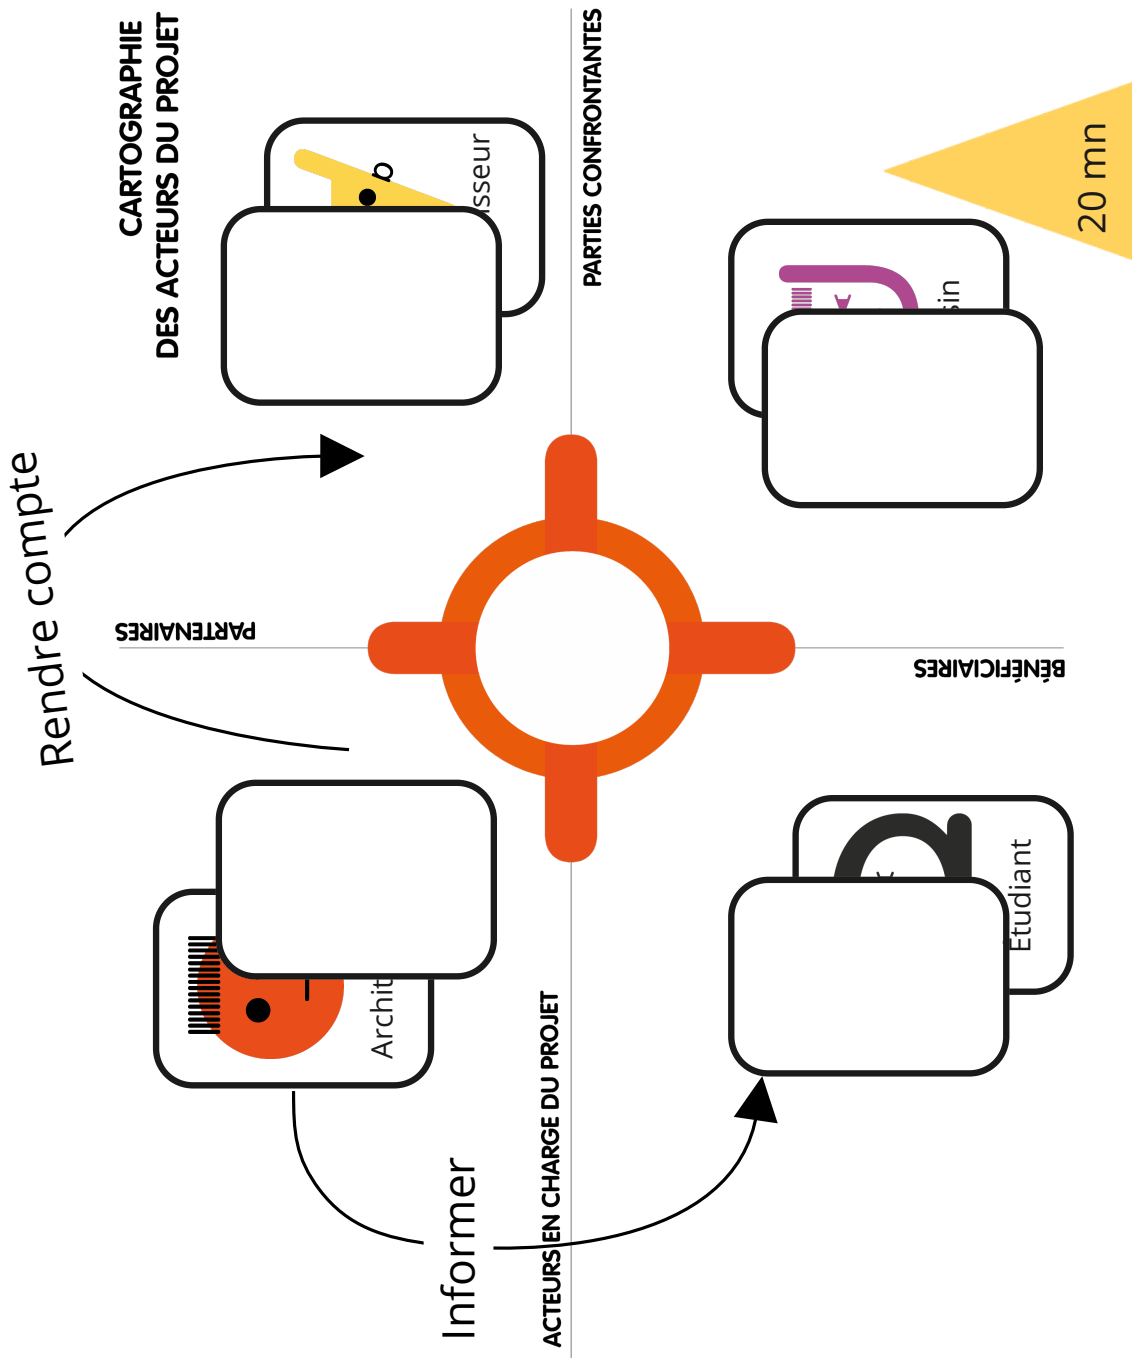 CARTOGRAPHIE
DES ACTEURS DU PROJET
Rendre compte
PARTENAIRES
isseur
Archit
ACTEURS EN CHARGE DU PROJET
PARTIES CONFRONTANTES
Informer
sin
Etudiant
BÉNÉFICIAIRES
20 mn